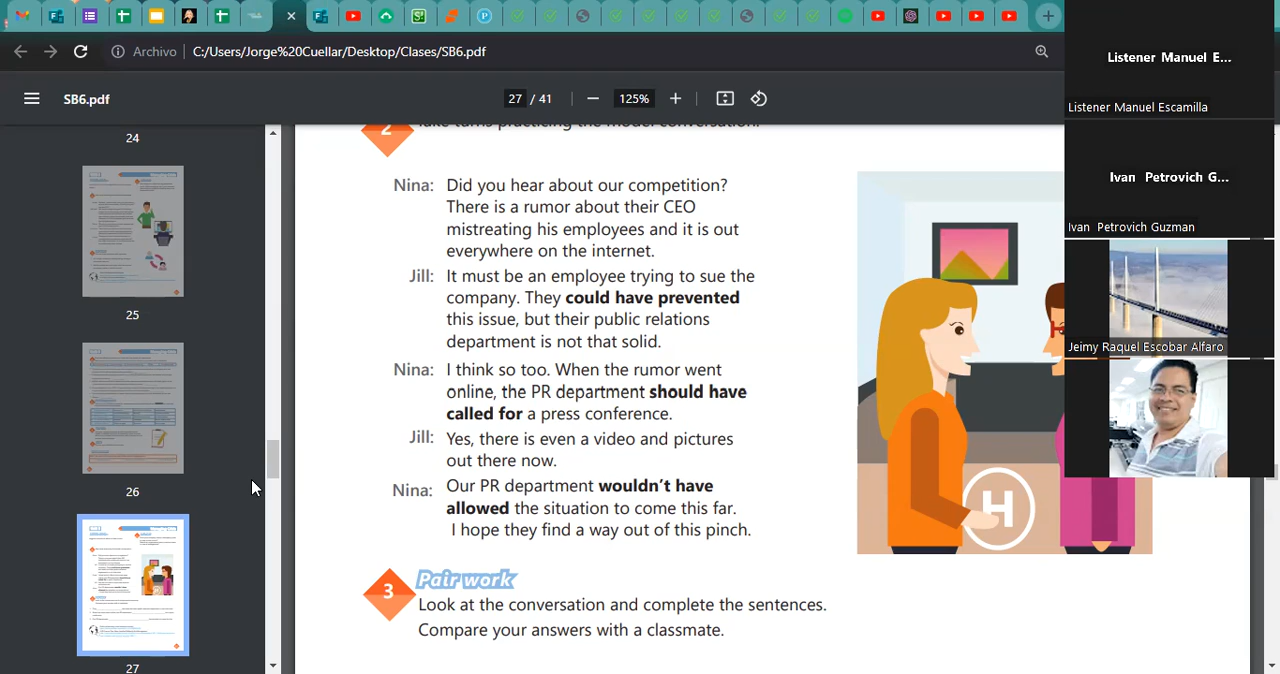 Archivo C:/Users/Jorge%20Cuellar/Desktop/Clases/SB6.pdf
SB6.pdf
27 / 41
125%
24
25
26
27
2
Take turns practicing the model conversation.
Nina: Did you hear about our competition?
There is a rumor about their CEO
mistreating his employees and it is out
everywhere on the internet.
Jill: It must be an employee trying to sue the
company. They could have prevented
this issue, but their public relations
department is not that solid.
Nina: I think so too. When the rumor went
online, the PR department should have
called for a press conference.
Jill: Yes, there is even a video and pictures
out there now.
Nina: Our PR department wouldn't have
allowed the situation to come this far.
I hope they find a way out of this pinch.
H
3 Pair work
Look at the conversation and complete the sentences.
Compare your answers with a classmate.
Listener Manuel E...
Listener Manuel Escamilla
Ivan Petrovich G...
Ivan Petrovich Guzman
Jeimy Raquel Escobar Alfaro